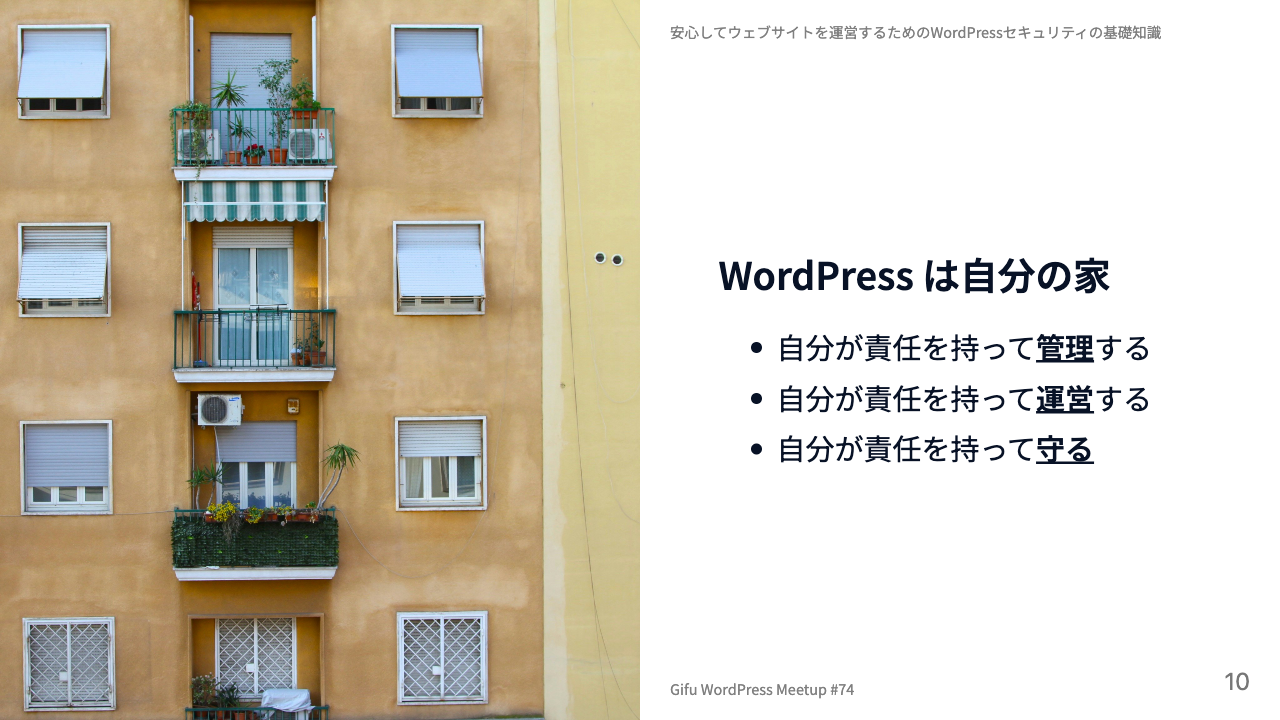 安心してウェブサイトを運営するためのWordPressセキュリティの基礎知識
WordPress は自分の家
• 自分が責任を持って管理する
• 自分が責任を持って運営する
• 自分が責任を持って守る
Gifu WordPress Meetup #74
10